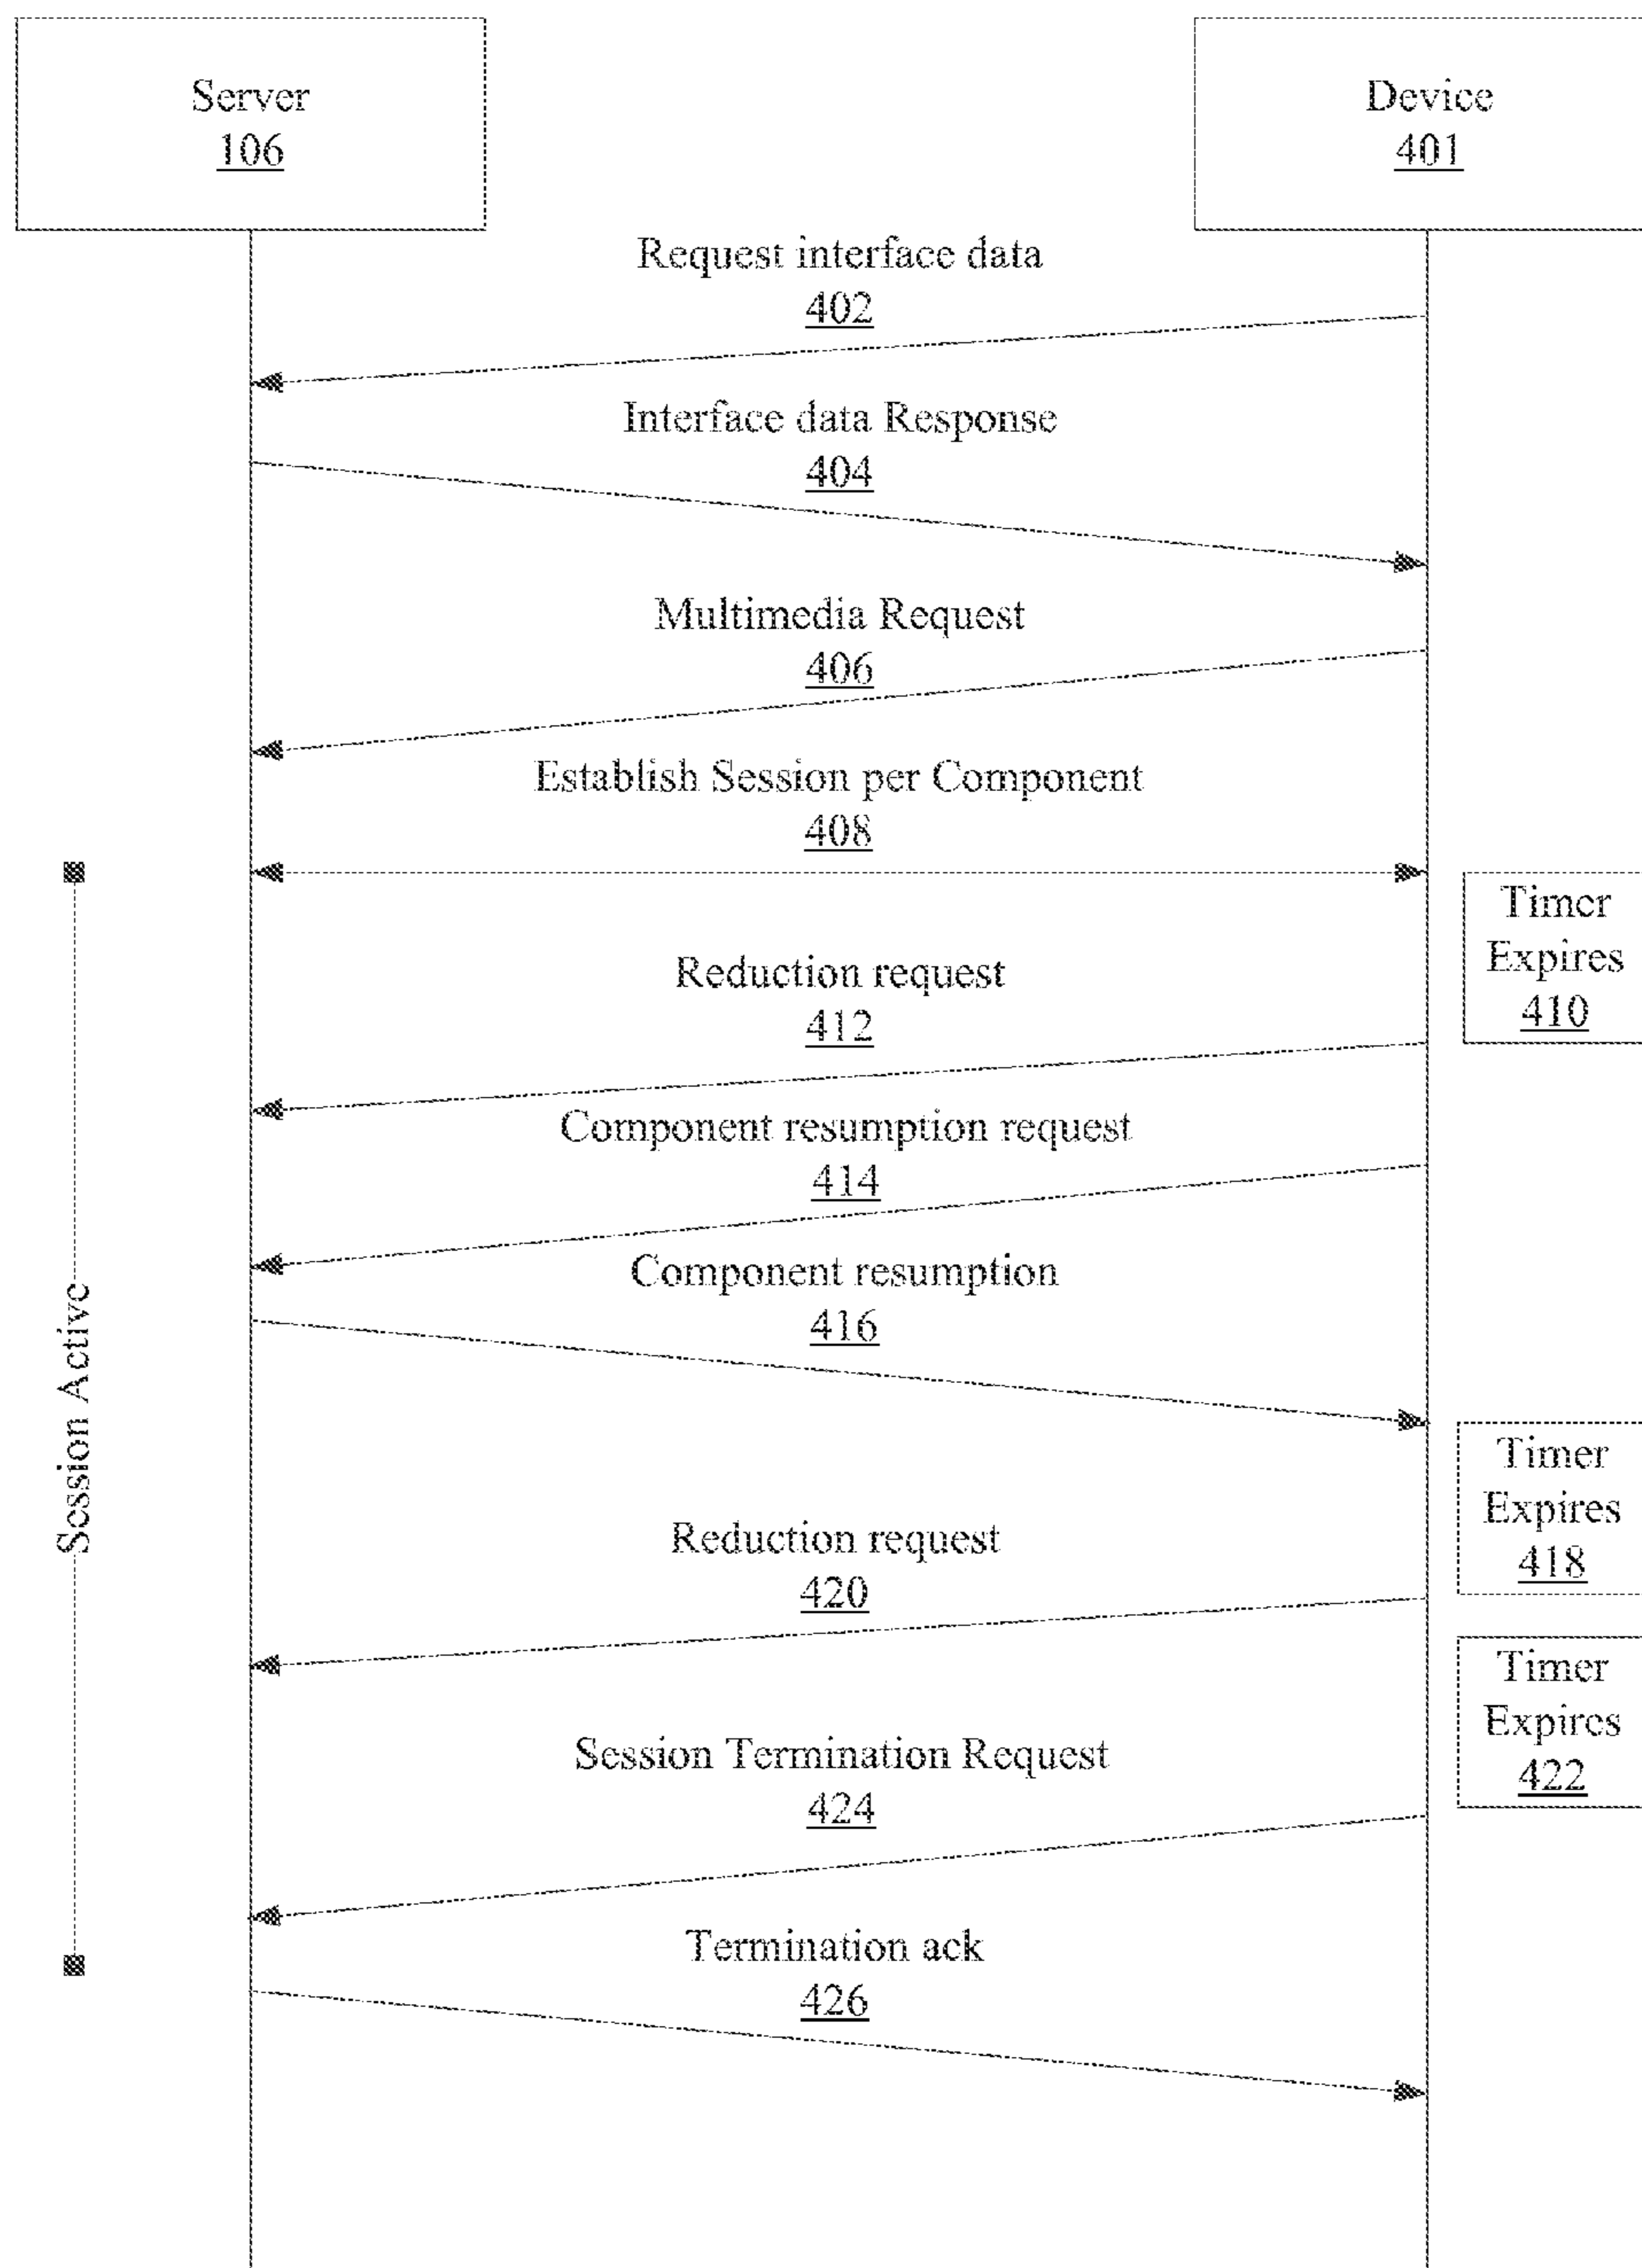 Server
106
Device
401
Request interface data
402
Interface data Response
404
Multimedia Request
406
Establish Session per Component
408
Timer
Expires
410
Reduction request
412
Component resumption request
414
Component resumption
416
Session Active
Timer
Expires
418
Reduction request
420
Timer
Expires
422
Session Termination Request
424
Termination ack
426